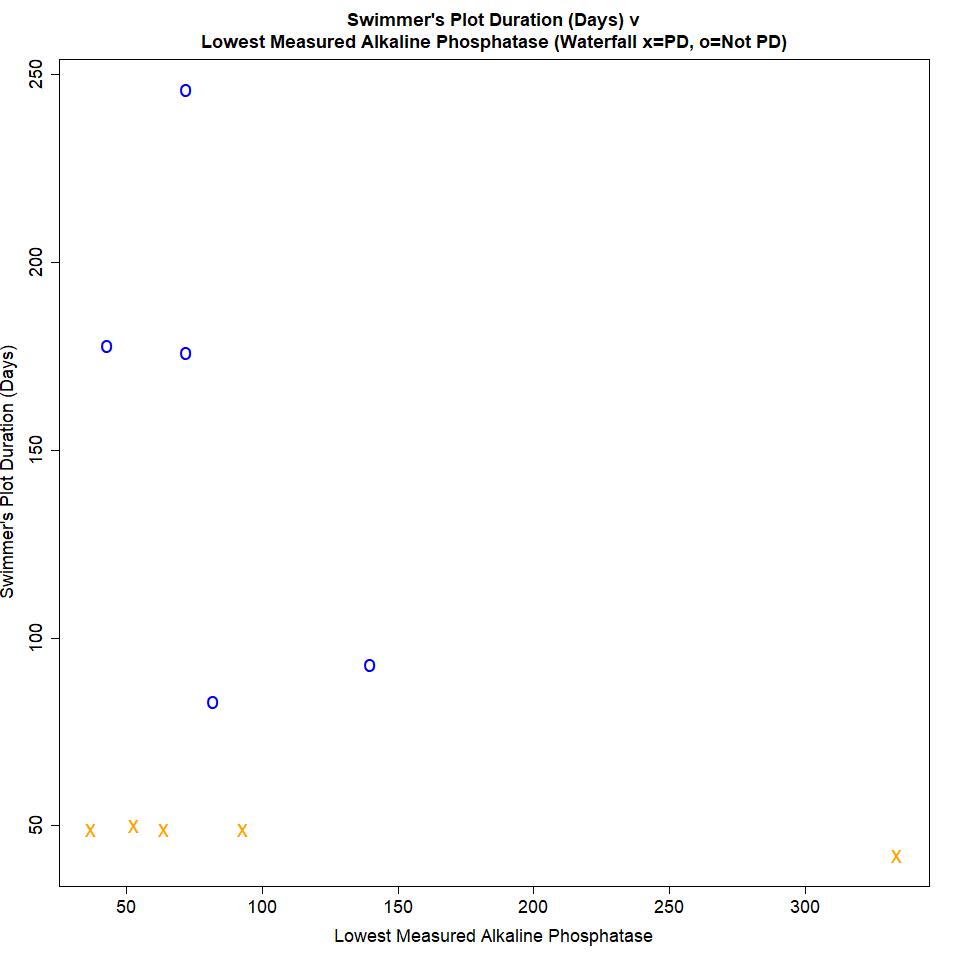 Swimmer's Plot Duration (Days) v
Lowest Measured Alkaline Phosphatase (Waterfall x=PD, o=Not PD)
Swimmer's Plot Duration (Days)
250
200
150
100
50
o
o
o
o
o
x
x
x
x
x
50 100 150 200 250 300
Lowest Measured Alkaline Phosphatase